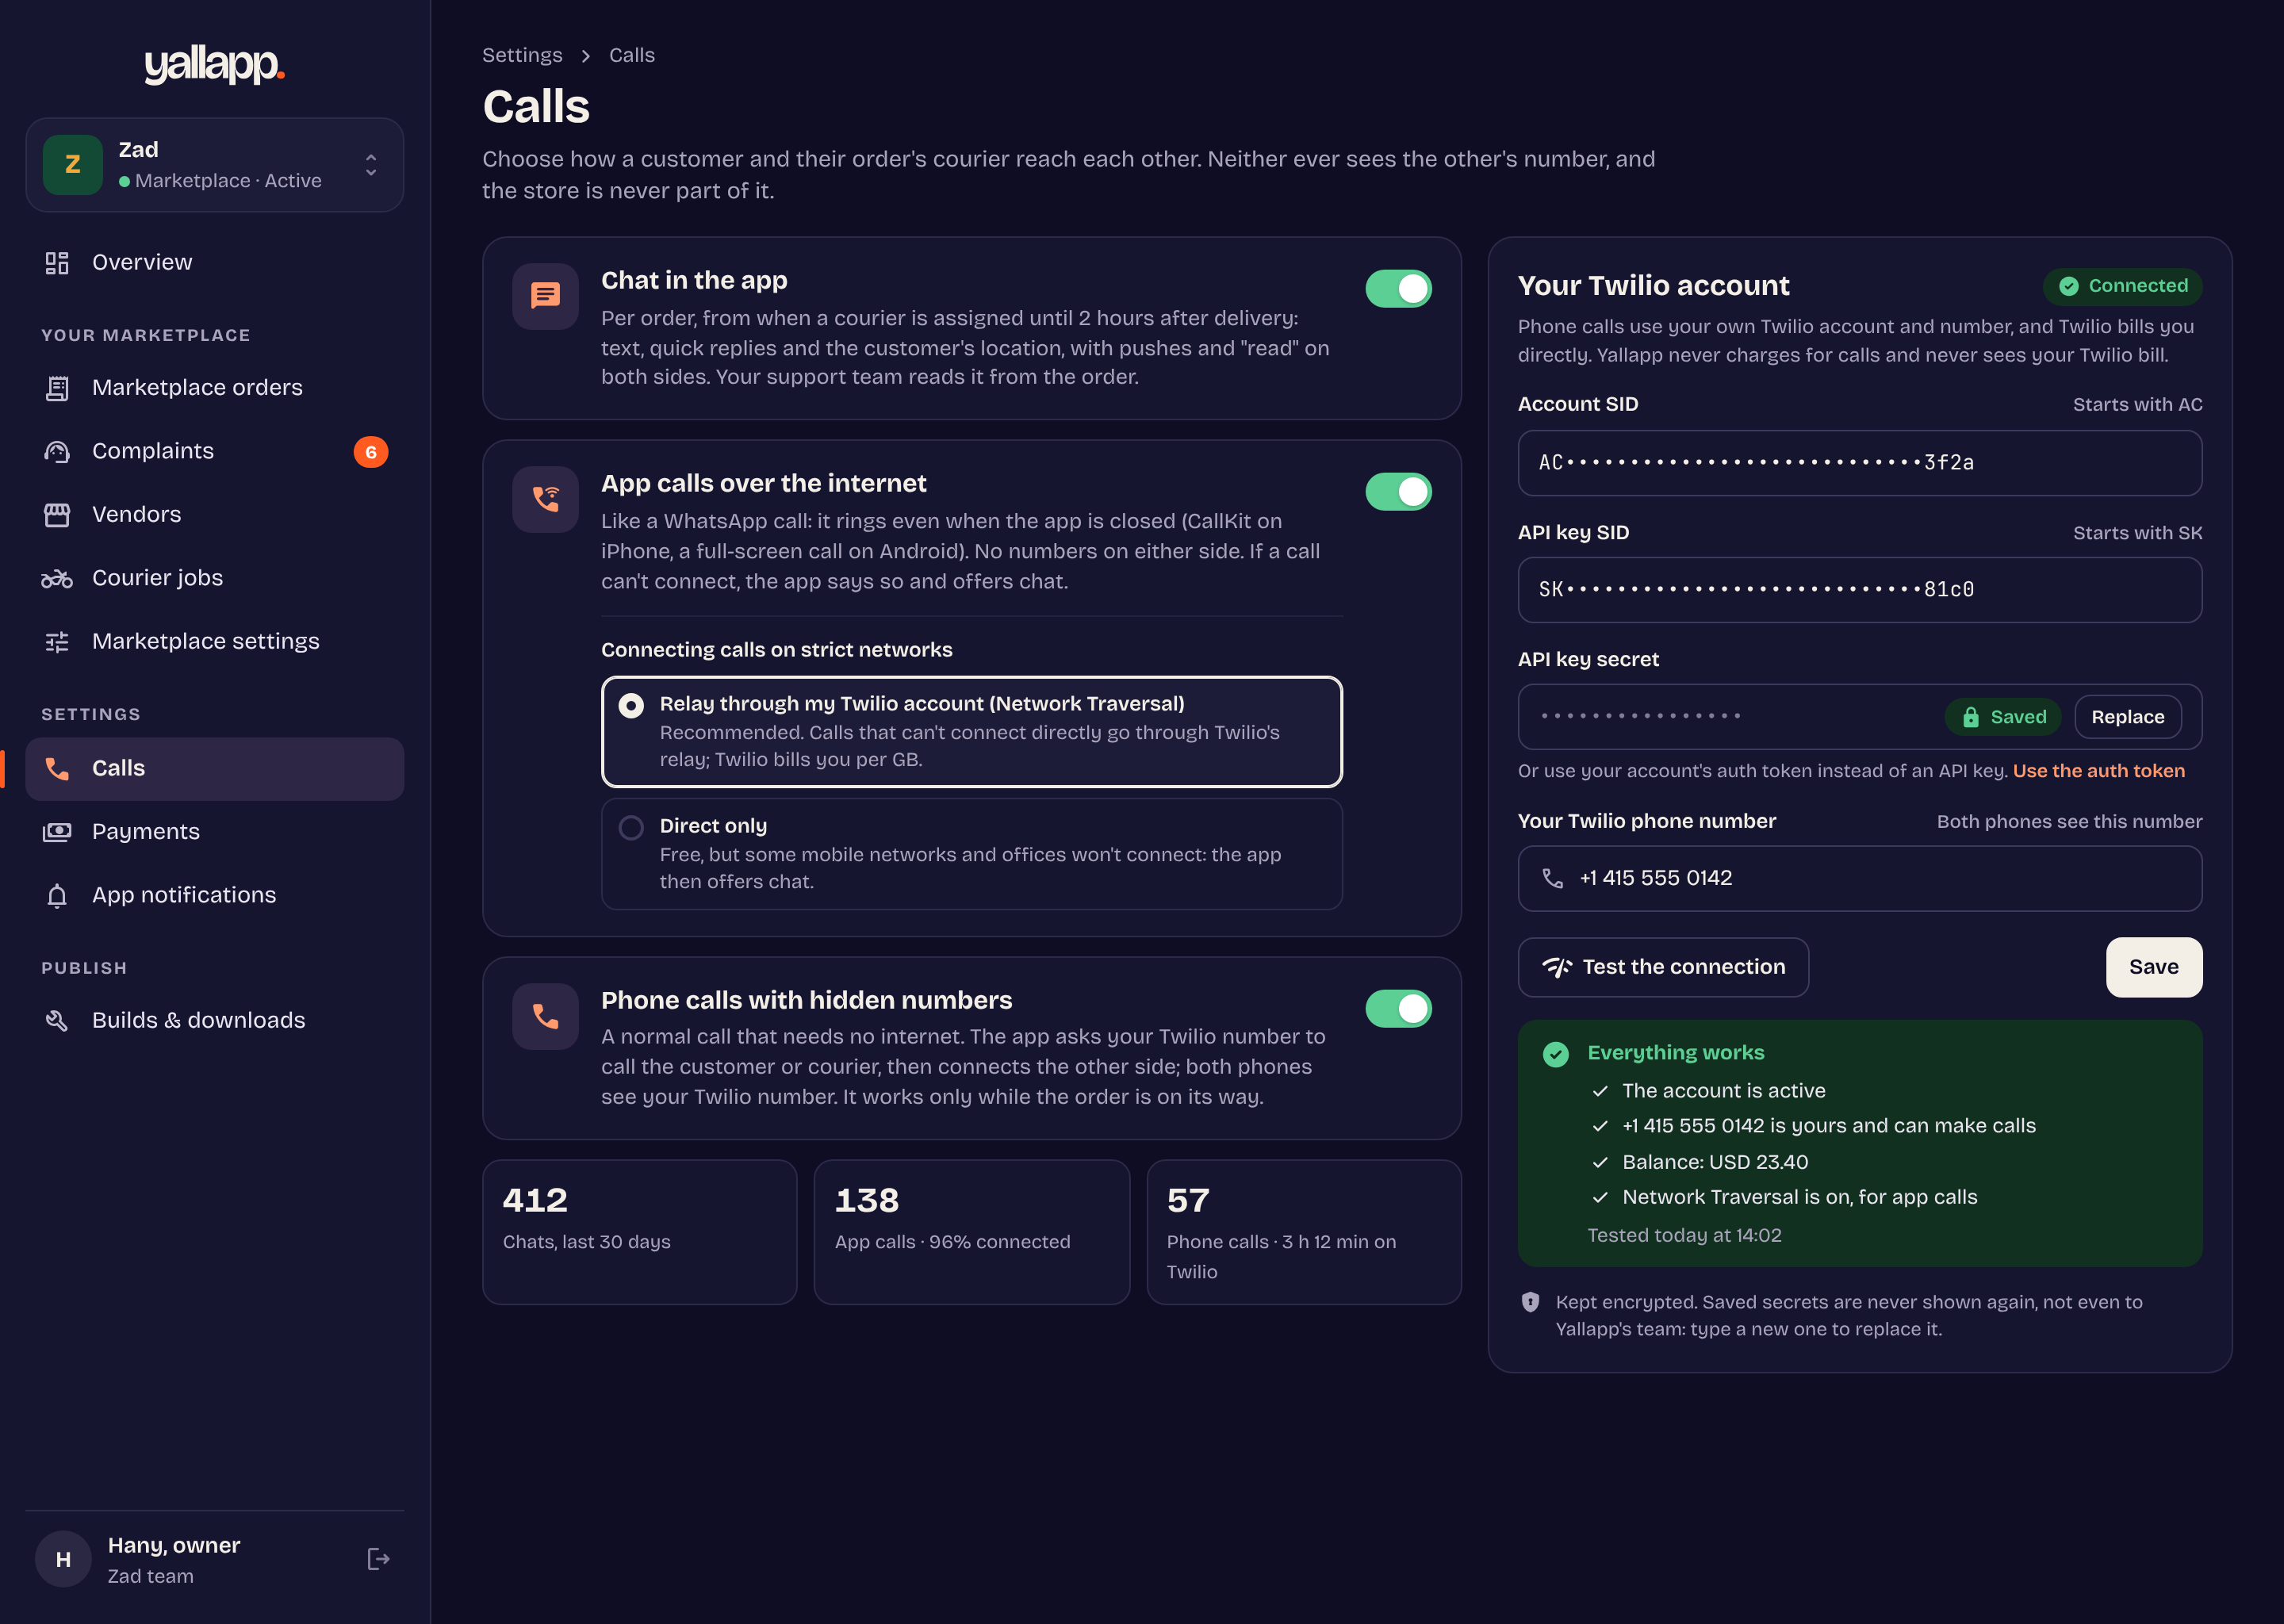 yallapp.
Z
Zad
Marketplace · Active
Overview
YOUR MARKETPLACE
Marketplace orders
Complaints
6
Vendors
Courier jobs
Marketplace settings
SETTINGS
Calls
Payments
App notifications
PUBLISH
Builds & downloads
H
Hany, owner
Zad team
Settings > Calls
Calls
Choose how a customer and their order's courier reach each other. Neither ever sees the other's number, and
the store is never part of it.
Chat in the app
Per order, from when a courier is assigned until 2 hours after delivery:
text, quick replies and the customer's location, with pushes and "read" on
both sides. Your support team reads it from the order.
App calls over the internet
Like a WhatsApp call: it rings even when the app is closed (CallKit on
iPhone, a full-screen call on Android). No numbers on either side. If a call
can't connect, the app says so and offers chat.
Connecting calls on strict networks
Relay through my Twilio account (Network Traversal)
Recommended. Calls that can't connect directly go through Twilio's
relay; Twilio bills you per GB.
Direct only
Free, but some mobile networks and offices won't connect: the app
then offers chat.
Phone calls with hidden numbers
A normal call that needs no internet. The app asks your Twilio number to
call the customer or courier, then connects the other side; both phones
see your Twilio number. It works only while the order is on its way.
412
Chats, last 30 days
138
App calls · 96% connected
57
Phone calls · 3 h 12 min on
Twilio
Your Twilio account
Connected
Phone calls use your own Twilio account and number, and Twilio bills you
directly. Yallapp never charges for calls and never sees your Twilio bill.
Account SID
Starts with AC
AC••••••••••••••••••••••••••••3f2a
API key SID
Starts with SK
SK••••••••••••••••••••••••••••81c0
API key secret
••••••••••••••••
Saved
Replace
Or use your account's auth token instead of an API key. Use the auth token
Your Twilio phone number
Both phones see this number
+1 415 555 0142
Test the connection
Save
Everything works
The account is active
+1 415 555 0142 is yours and can make calls
Balance: USD 23.40
Network Traversal is on, for app calls
Tested today at 14:02
Kept encrypted. Saved secrets are never shown again, not even to
Yallapp's team: type a new one to replace it.